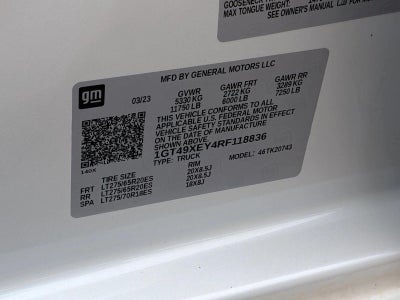 GOOSENECK
MAX TONGUE WEIGHT:
SEE OWNER'S MANUAL
gm
MFD BY GENERAL MOTORS LLC
03/23 GVWR GAWR FRT GAWR RR
5330 KG 2722 KG 3289 KG
11750 LB 6000 LB 7250 LB
THIS VEHICLE CONFORMS TO ALL
APPLICABLE U.S. FEDERAL MOTOR
VEHICLE SAFETY STANDARDS IN EFFECT
ON THE DATE OF MANUFACTURE
SHOWN ABOVE.
1GT49XEY4RF118836
TYPE: TRUCK MODEL: 46TK20743
140X
TIRE SIZE RIM
FRT LT275/65R20ES 20X8.5J
RR LT275/65R20ES 20X8.5J
SPA LT275/70R18ES 18X8J